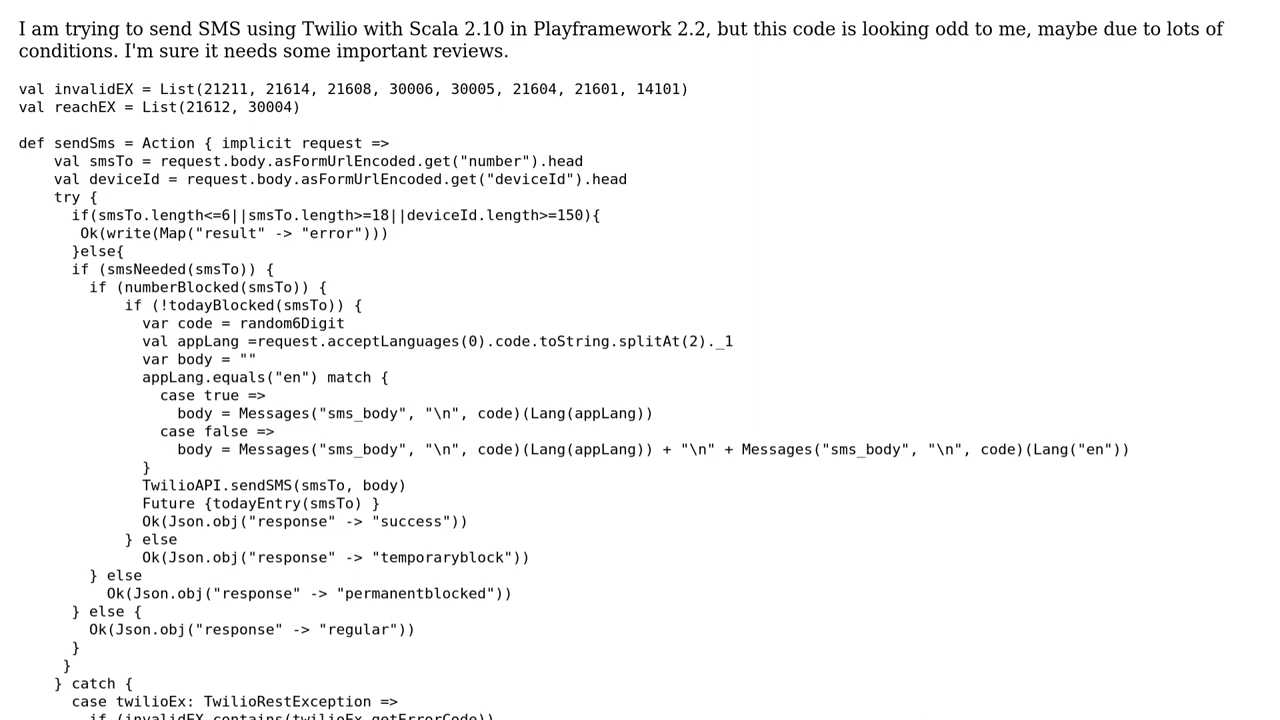 I am trying to send SMS using Twilio with Scala 2.10 in Playframework 2.2, but this code is looking odd to me, maybe due to lots of
conditions. I'm sure it needs some important reviews.
val invalidEX = List(21211, 21614, 21608, 30006, 30005, 21604, 21601, 14101)
val reachEX = List(21612, 30004)
def sendSms = Action { implicit request =>
    val smsTo = request.body.asFormUrlEncoded.get("number").head
    val deviceId = request.body.asFormUrlEncoded.get("deviceId").head
    try {
      if(smsTo.length<=6||smsTo.length>=18||deviceId.length>=150){
       Ok(write(Map("result" -> "error")))
      }else{
      if (smsNeeded(smsTo)) {
        if (numberBlocked(smsTo)) {
            if (!todayBlocked(smsTo)) {
              var code = random6Digit
              val appLang =request.acceptLanguages(0).code.toString.splitAt(2)._1
              var body = ""
              appLang.equals("en") match {
                case true =>
                  body = Messages("sms_body", "\n", code)(Lang(appLang))
                case false =>
                  body = Messages("sms_body", "\n", code)(Lang(appLang)) + "\n" + Messages("sms_body", "\n", code)(Lang("en"))
              }
              TwilioAPI.sendSMS(smsTo, body)
              Future {todayEntry(smsTo) }
              Ok(Json.obj("response" -> "success"))
            } else
              Ok(Json.obj("response" -> "temporaryblock"))
        } else
          Ok(Json.obj("response" -> "permanentblocked"))
      } else {
        Ok(Json.obj("response" -> "regular"))
      }
     }
    } catch {
      case twilioEx: TwilioRestException =>
        if (invalidEX contains(twilioEx.getErrorCode))